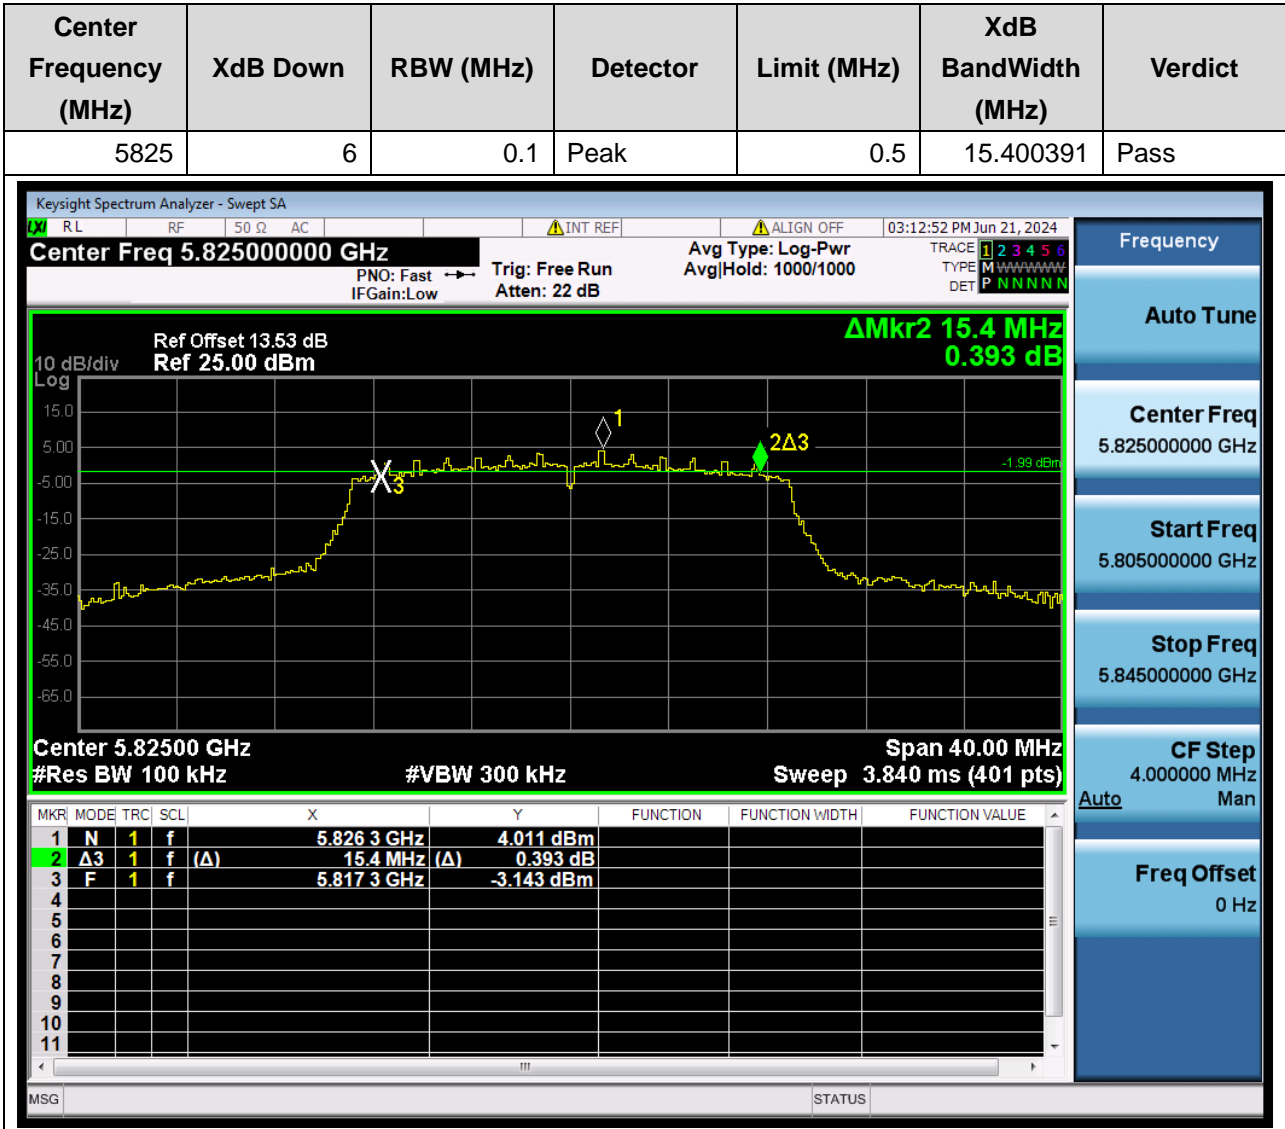 Center Frequency (MHz) XdB Down RBW (MHz) Detector Limit (MHz) XdB BandWidth (MHz) Verdict
5825 6 0.1 Peak 0.5 15.400391 Pass
Keysight Spectrum Analyzer - Swept SA
LXI RL RF 50 Ω AC INT REF ALIGN OFF 03:12:52 PM Jun 21, 2024
Center Freq 5.825000000 GHz
PNO: Fast
IFGain:Low
Trig: Free Run
Atten: 22 dB
Avg Type: Log-Pwr
Avg|Hold: 1000/1000
TRACE 1 2 3 4 5 6
TYPE M WWWWW
DET P N N N N N
ΔMkr2 15.4 MHz
0.393 dB
Ref Offset 13.53 dB
10 dB/div Ref 25.00 dBm
Log
15.0
5.00
-5.00
-15.0
-25.0
-35.0
-45.0
-55.0
-65.0
1
2Δ3
3
-1.99 dBm
Center 5.82500 GHz Span 40.00 MHz
#Res BW 100 kHz #VBW 300 kHz Sweep 3.840 ms (401 pts)
MKR MODE TRC SCL X Y FUNCTION FUNCTION WIDTH FUNCTION VALUE
1 N 1 f 5.826 3 GHz 4.011 dBm
2 Δ3 1 f (Δ) 15.4 MHz (Δ) 0.393 dB
3 F 1 f 5.817 3 GHz -3.143 dBm
4
5
6
7
8
9
10
11
MSG STATUS
Frequency
Auto Tune
Center Freq
5.825000000 GHz
Start Freq
5.805000000 GHz
Stop Freq
5.845000000 GHz
CF Step
4.000000 MHz
Auto Man
Freq Offset
0 Hz